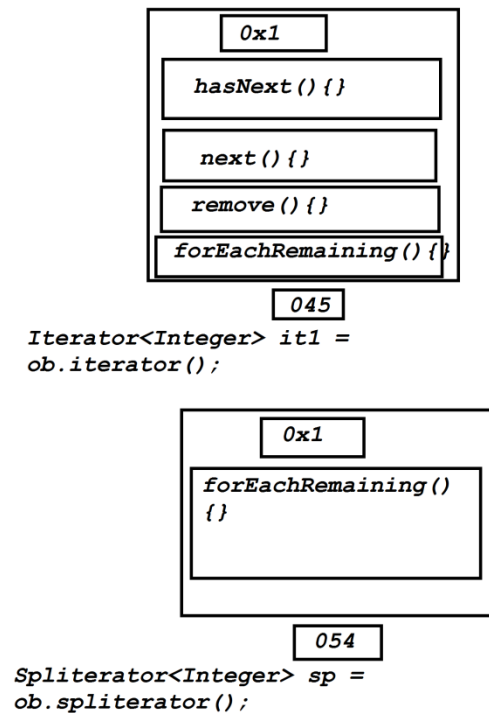 0x1
hasNext(){}
next(){}
remove(){}
forEachRemaining(){}
045
Iterator<Integer> it1 =
ob.iterator();
0x1
forEachRemaining()
{}
054
Spliterator<Integer> sp =
ob.spliterator();